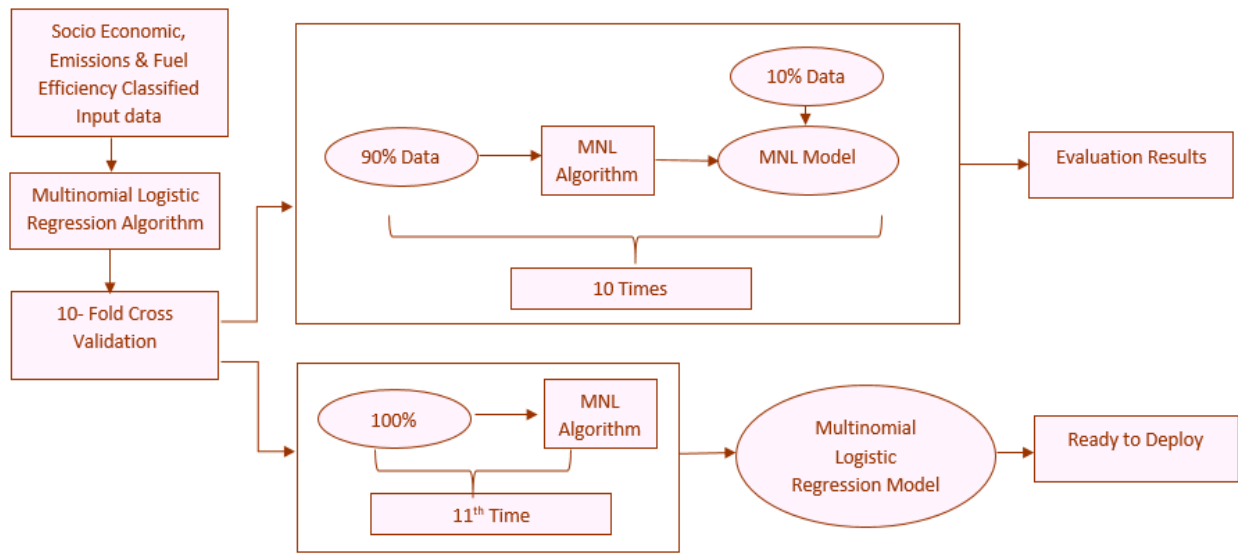 Socio Economic,
Emissions & Fuel
Efficiency Classified
Input data
Multinomial Logistic
Regression Algorithm
10- Fold Cross
Validation
90% Data
MNL
Algorithm
10% Data
MNL Model
10 Times
Evaluation Results
100%
MNL
Algorithm
11th Time
Multinomial
Logistic
Regression Model
Ready to Deploy